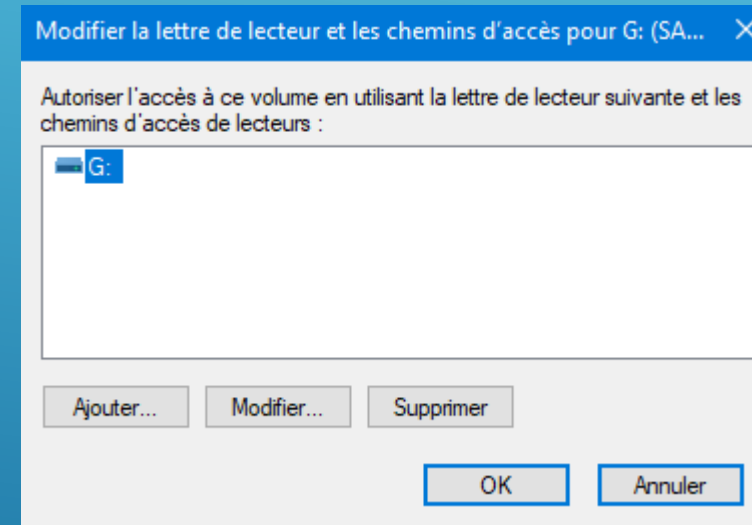 Modifier la lettre de lecteur et les chemins d'accès pour G: (SA...
Autoriser l'accès à ce volume en utilisant la lettre de lecteur suivante et les
chemins d'accès de lecteurs :
G:
Ajouter... Modifier... Supprimer
OK Annuler